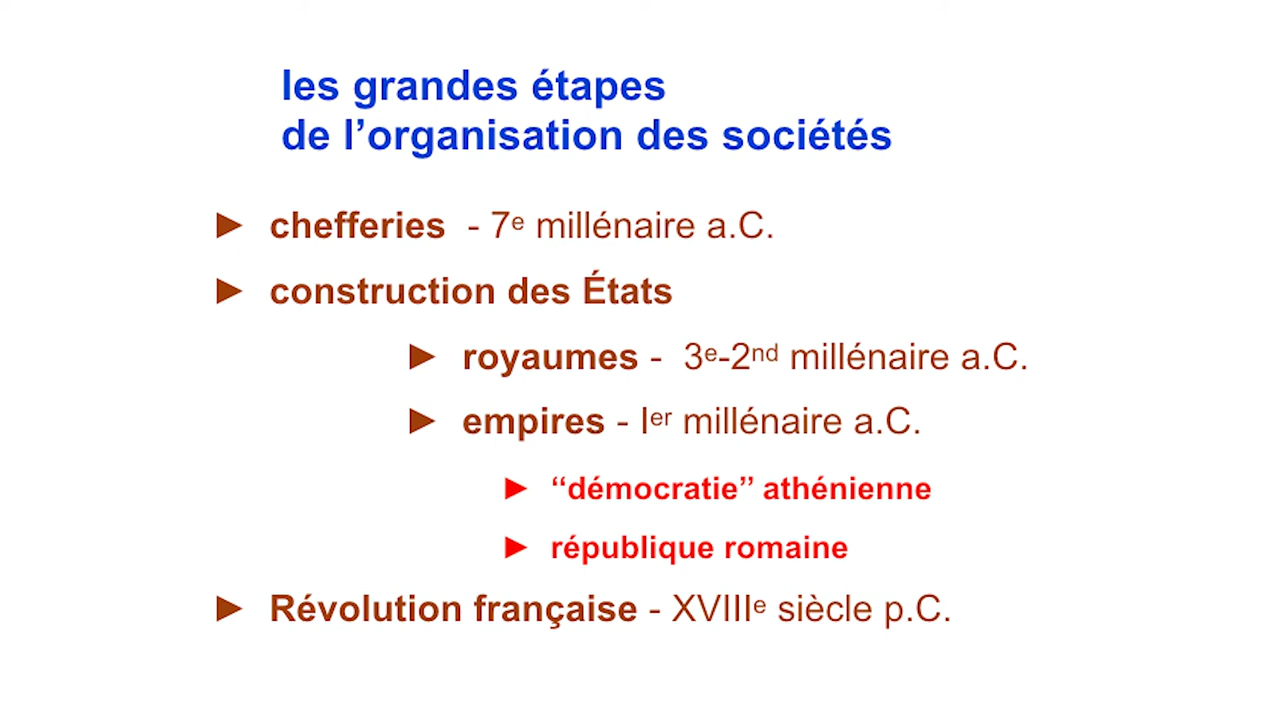 les grandes étapes
de l’organisation des sociétés
► chefferies - 7e millénaire a.C.
► construction des États
► royaumes - 3e-2nd millénaire a.C.
► empires - Ier millénaire a.C.
► “démocratie” athénienne
► république romaine
► Révolution française - XVIIIe siècle p.C.